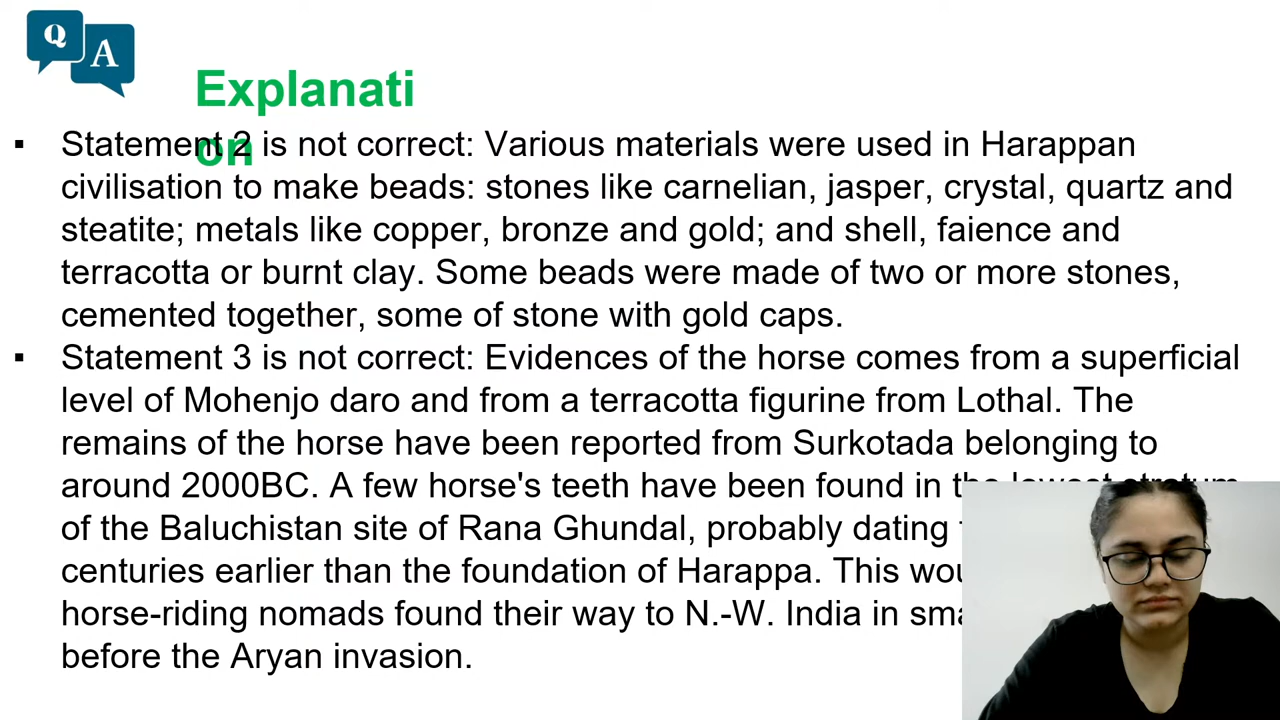 Q
A
Explanati
on
▪ Statement 2 is not correct: Various materials were used in Harappan
civilisation to make beads: stones like carnelian, jasper, crystal, quartz and
steatite; metals like copper, bronze and gold; and shell, faience and
terracotta or burnt clay. Some beads were made of two or more stones,
cemented together, some of stone with gold caps.
▪ Statement 3 is not correct: Evidences of the horse comes from a superficial
level of Mohenjo daro and from a terracotta figurine from Lothal. The
remains of the horse have been reported from Surkotada belonging to
around 2000BC. A few horse's teeth have been found in the lowest stratum
of the Baluchistan site of Rana Ghundal, probably dating
centuries earlier than the foundation of Harappa. This
horse-riding nomads found their way to N.-W. India in
before the Aryan invasion.